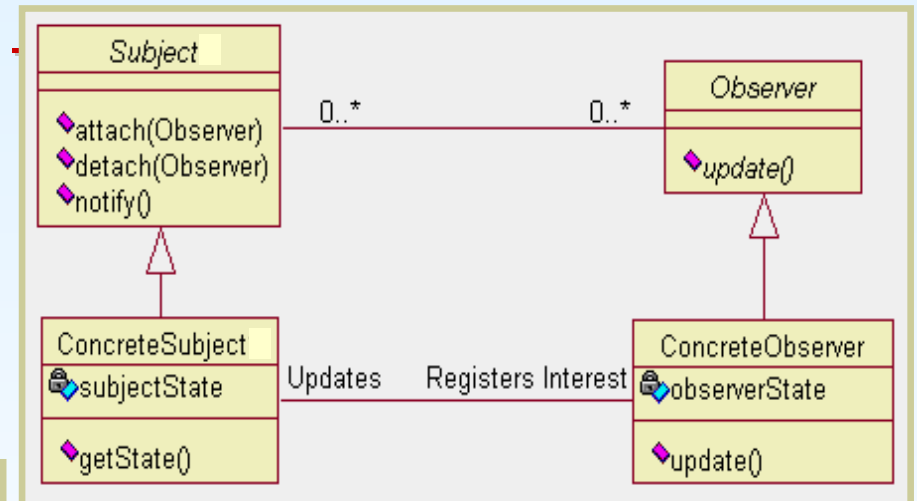 Subject
attach(Observer)
detach(Observer)
notify()
0..*
0..*
Observer
update()
ConcreteSubject
subjectState
getState()
Updates
Registers Interest
ConcreteObserver
observerState
update()